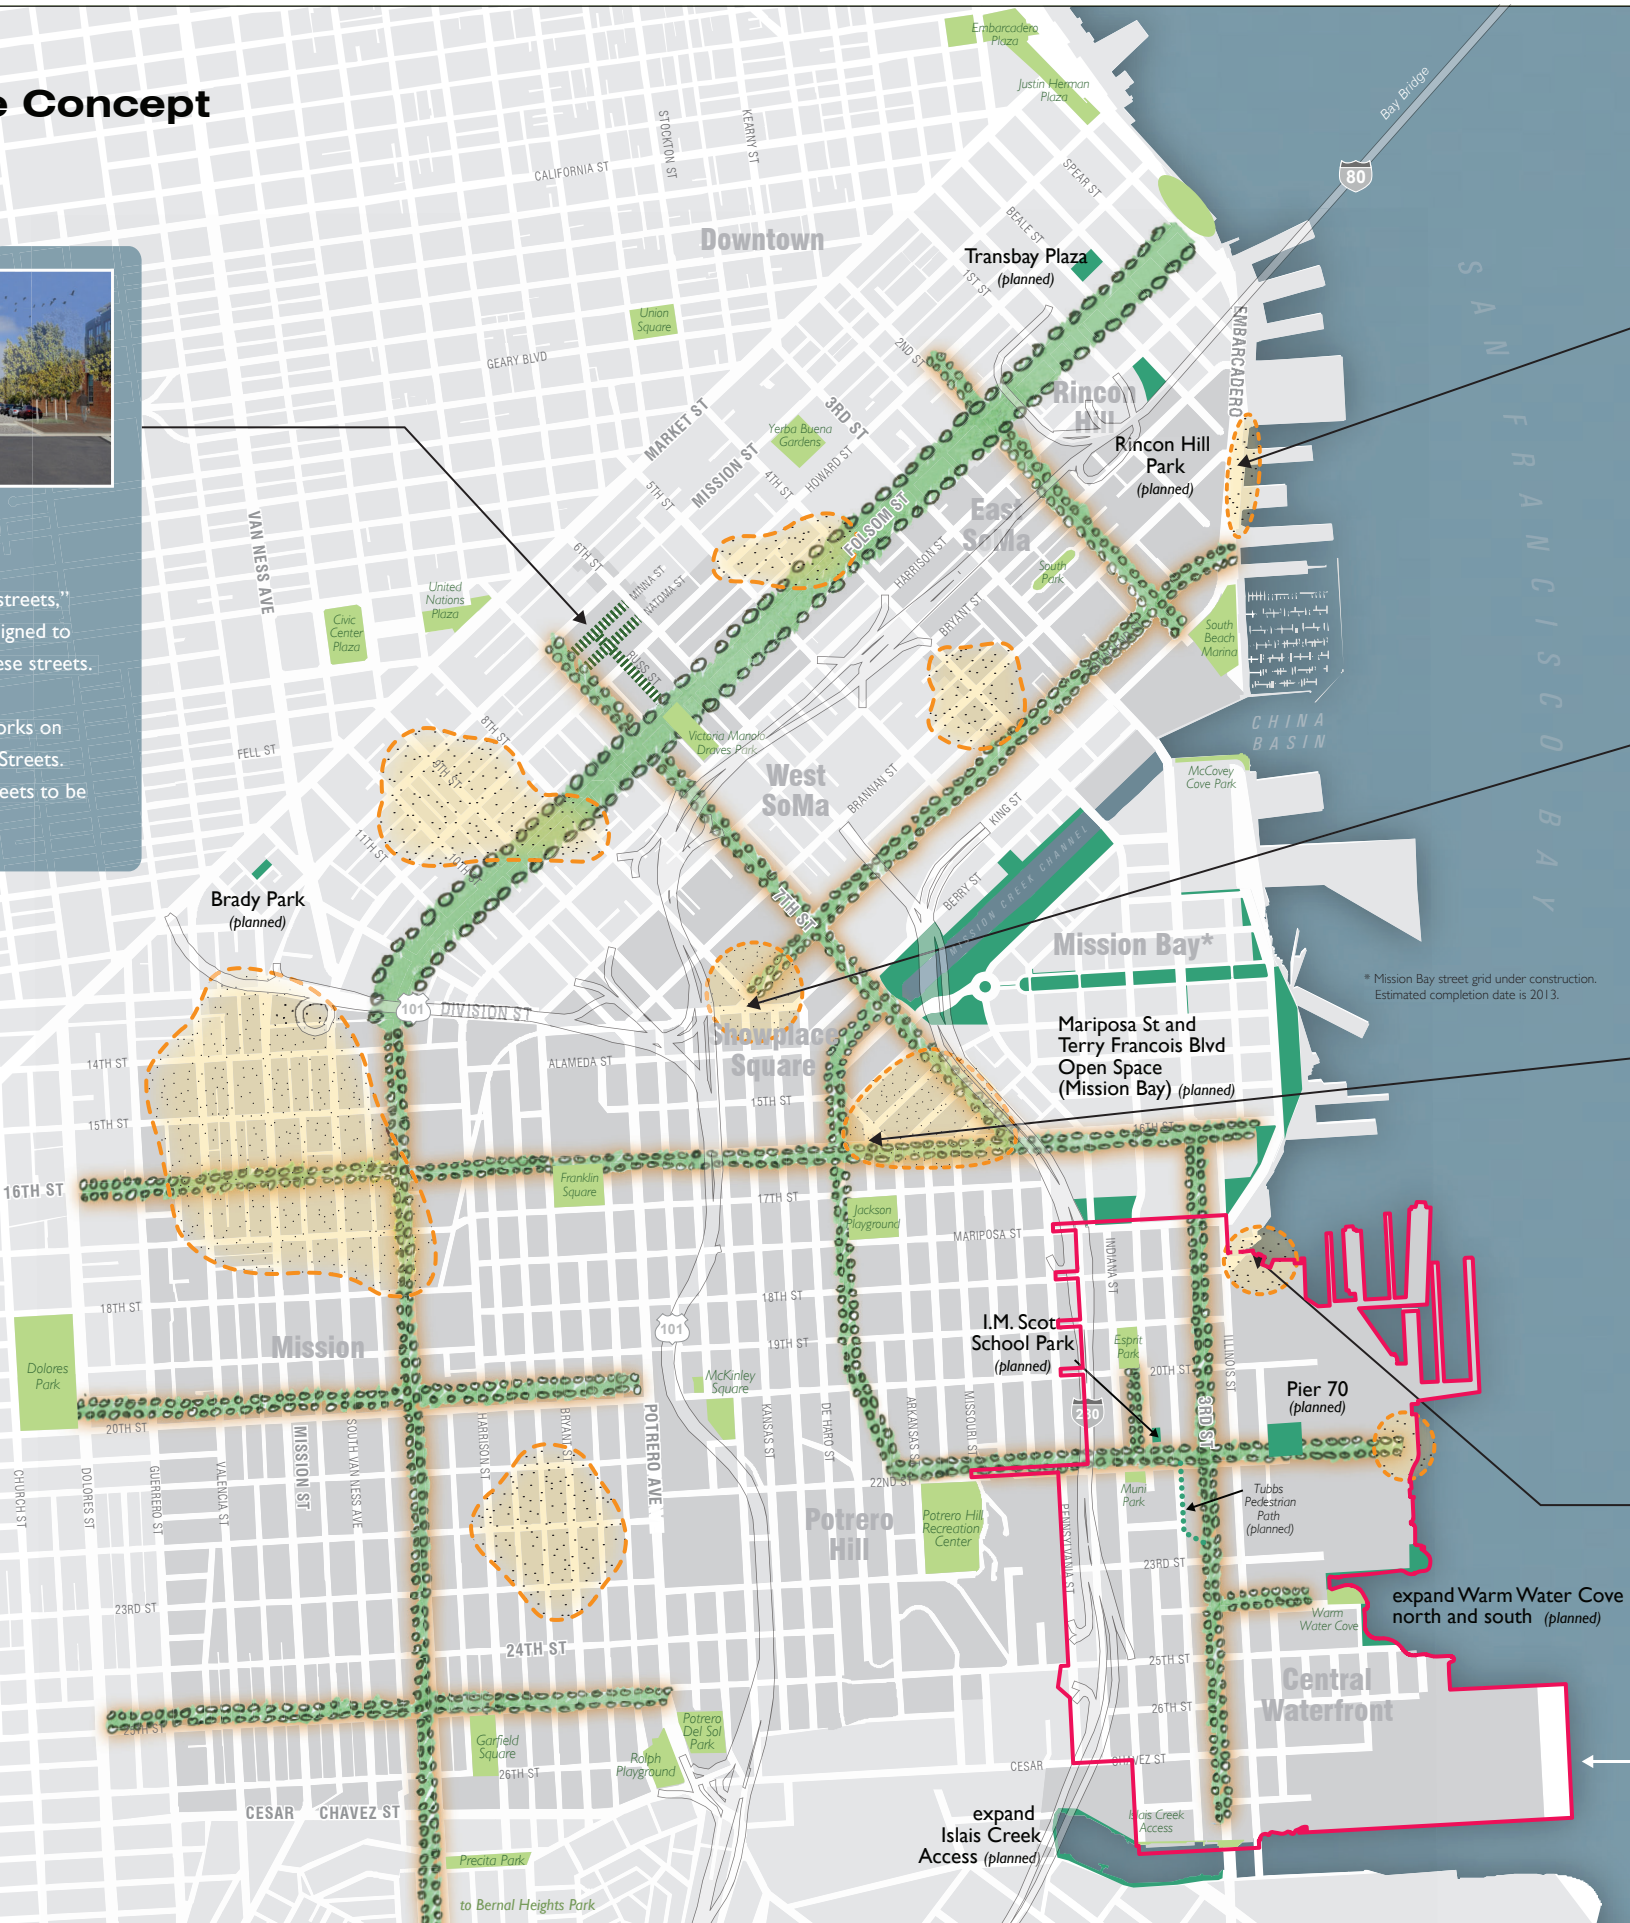 e Concept
Embarcadero
Plaza
Justin Herman
Plaza
Bay Bridge
80
STOCKTON ST
KEARNY ST
CALIFORNIA ST
SPEAR ST
BEALE ST
1ST ST
Downtown
Transbay Plaza
(planned)
SAN FRANCISCO BAY
Union
Square
GEARY BLVD
2ND ST
EMBARCADERO
Rincon
Hill
MARKET ST
3RD ST
Yerba Buena
Gardens
MISSION ST
HOWARD ST
4TH ST
5TH ST
Rincon Hill
Park
(planned)
FOLSOM ST
East
SoMa
VAN NESS AVE
6TH ST
MINNA ST
NATOMA ST
HARRISON ST
South
Park
streets,"
igned to
ese streets.
orks on
Streets.
eets to be
United
Nations
Plaza
Civic
Center
Plaza
RUSS ST
BRYANT ST
South
Beach
Marina
CHINA
BASIN
Victoria Manolo
Draves Park
8TH ST
FELL ST
9TH ST
West
SoMa
BRANNAN ST
KING ST
McCovey
Cove Park
11TH ST
10TH ST
Brady Park
(planned)
7TH ST
BERRY ST
MISSION CREEK CHANNEL
Mission Bay*
* Mission Bay street grid under construction.
Estimated completion date is 2013.
101
DIVISION ST
Showplace
Square
Mariposa St and
Terry Francois Blvd
Open Space
(Mission Bay) (planned)
14TH ST
ALAMEDA ST
15TH ST
15TH ST
16TH ST
16TH ST
Franklin
Square
17TH ST
Jackson
Playground
MARIPOSA ST
INDIANA ST
18TH ST
18TH ST
101
Mission
19TH ST
I.M. Scott
School Park
(planned)
Esprit
Park
20TH ST
ILLINOIS ST
Dolores
Park
McKinley
Square
Pier 70
(planned)
280
3RD ST
20TH ST
CHURCH ST
DOLORES ST
GUERRERO ST
VALENCIA ST
MISSION ST
SOUTH VAN NESS AVE
HARRISON ST
BRYANT ST
POTRERO AVE
KANSAS ST
DE HARO ST
ARKANSAS ST
MISSOURI ST
22ND ST
Muni
Park
Tubbs
Pedestrian
Path
(planned)
Potrero
Hill
Potrero Hill
Recreation
Center
PENNSYLVANIA ST
23RD ST
23RD ST
expand Warm Water Cove
north and south (planned)
Warm
Water Cove
24TH ST
25TH ST
Central
Waterfront
26TH ST
25TH ST
Garfield
Square
Potrero
Del Sol
Park
Rolph
Playground
26TH ST
CESAR CHAVEZ ST
CESAR CHAVEZ ST
expand
Islais Creek
Access (planned)
Islais Creek
Access
Precita Park
to Bernal Heights Park